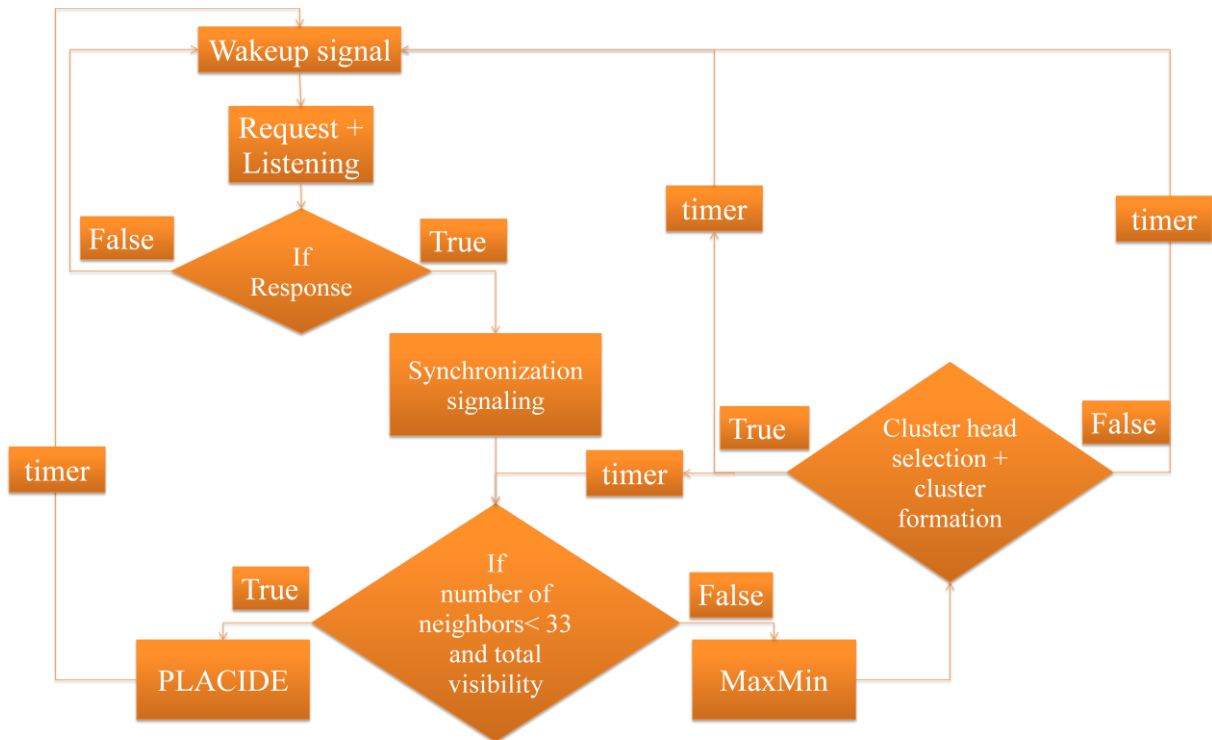 Wakeup signal
Request +
Listening
timer
timer
False
True
If
Response
Synchronization
signaling
True
False
Cluster head
selection +
cluster
formation
timer
timer
True
If
number of
neighbors< 33
and total
visibility
False
PLACIDE
MaxMin